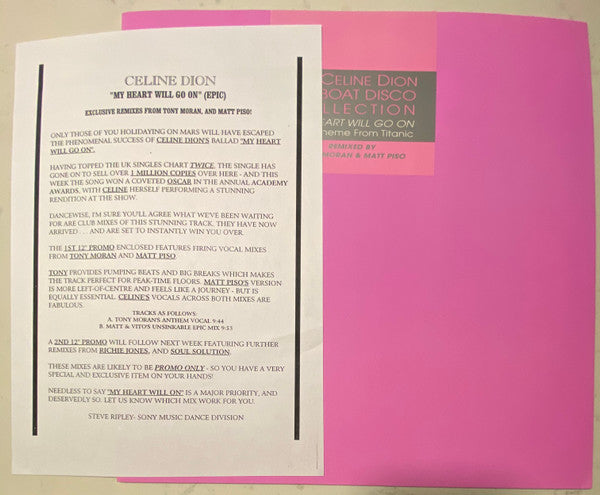 CELINE DION
"MY HEART WILL GO ON" (EPIC)
EXCLUSIVE REMIXES FROM TONY MORAN, AND MATT PISO!
ONLY THOSE OF YOU HOLIDAYING ON MARS WILL HAVE ESCAPED
THE PHENOMENAL SUCCESS OF CELINE DION'S BALLAD "MY HEART
WILL GO ON".
HAVING TOPPED THE UK SINGLES CHART TWICE, THE SINGLE HAS
GONE ON TO SELL OVER 1 MILLION COPIES OVER HERE - AND THIS
WEEK THE SONG WON A COVETED OSCAR IN THE ANNUAL ACADEMY
AWARDS, WITH CELINE HERSELF PERFORMING A STUNNING
RENDITION AT THE SHOW.
DANCEWISE, I'M SURE YOU'LL AGREE WHAT WE'VE BEEN WAITING
FOR ARE CLUB MIXES OF THIS STUNNING TRACK. THEY HAVE NOW
ARRIVED . . . AND ARE SET TO INSTANTLY WIN YOU OVER.
THE 1ST 12" PROMO ENCLOSED FEATURES FIRING VOCAL MIXES
FROM TONY MORAN AND MATT PISO.
TONY PROVIDES PUMPING BEATS AND BIG BREAKS WHICH MAKES
THE TRACK PERFECT FOR PEAK-TIME FLOORS. MATT PISO'S VERSION
IS MORE LEFT-OF-CENTRE AND FEELS LIKE A JOURNEY - BUT IS
EQUALLY ESSENTIAL. CELINE'S VOCALS ACROSS BOTH MIXES ARE
FABULOUS.
TRACKS AS FOLLOWS:
A. TONY MORAN'S ANTHEM VOCAL 9:44
B. MATT & VITO'S UNSINKABLE EPIC MIX 9:53
A 2ND 12" PROMO WILL FOLLOW NEXT WEEK FEATURING FURTHER
REMIXES FROM RICHIE JONES, AND SOUL SOLUTION.
THESE MIXES ARE LIKELY TO BE PROMO ONLY - SO YOU HAVE A VERY
SPECIAL AND EXCLUSIVE ITEM ON YOUR HANDS!
NEEDLESS TO SAY "MY HEART WILL ON" IS A MAJOR PRIORITY, AND
DESERVEDLY SO. LET US KNOW WHICH MIX WORK FOR YOU.
STEVE RIPLEY- SONY MUSIC DANCE DIVISION
CELINE DION
BOAT DISCO
LLECTION
EART WILL GO ON
heme From Titanic
REMIXED BY
MORAN & MATT PISO